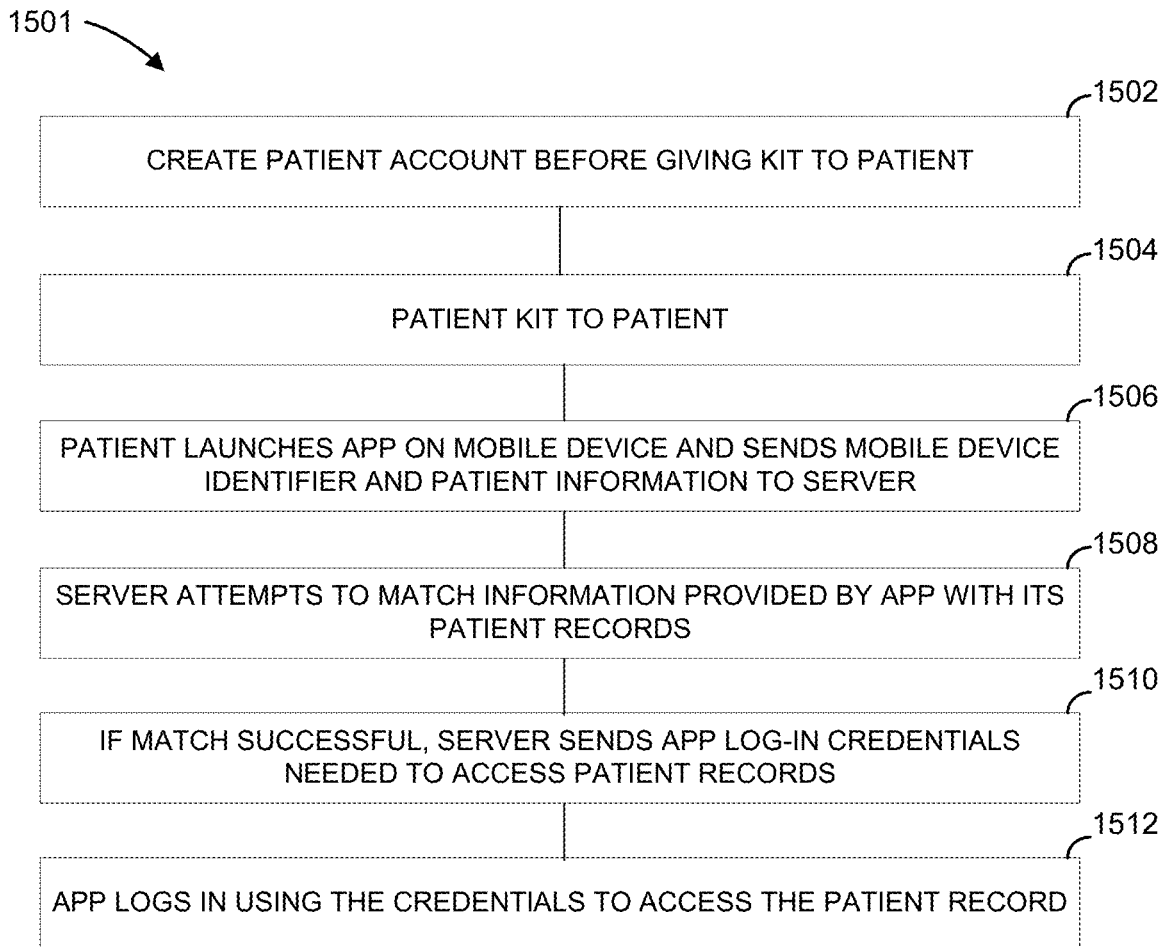 1501
1502
CREATE PATIENT ACCOUNT BEFORE GIVING KIT TO PATIENT
1504
PATIENT KIT TO PATIENT
1506
PATIENT LAUNCHES APP ON MOBILE DEVICE AND SENDS MOBILE DEVICE
IDENTIFIER AND PATIENT INFORMATION TO SERVER
1508
SERVER ATTEMPTS TO MATCH INFORMATION PROVIDED BY APP WITH ITS
PATIENT RECORDS
1510
IF MATCH SUCCESSFUL, SERVER SENDS APP LOG-IN CREDENTIALS
NEEDED TO ACCESS PATIENT RECORDS
1512
APP LOGS IN USING THE CREDENTIALS TO ACCESS THE PATIENT RECORD